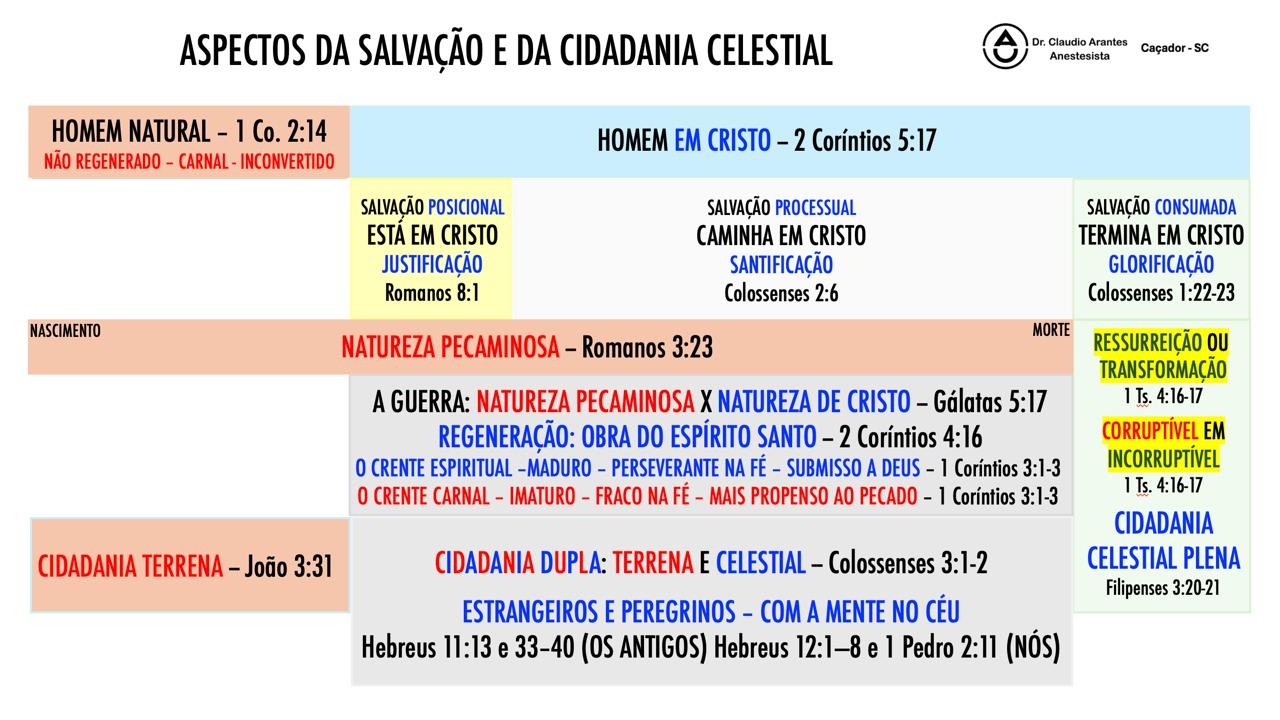 ASPECTOS DA SALVAÇÃO E DA CIDADANIA CELESTIAL
Dr. Claudio Arantes
Anestesista
Caçador - SC
HOMEM NATURAL – 1 Co. 2:14
NÃO REGENERADO – CARNAL - INCONVERTIDO
HOMEM EM CRISTO – 2 Coríntios 5:17
SALVAÇÃO POSICIONAL
ESTÁ EM CRISTO
JUSTIFICAÇÃO
Romanos 8:1
SALVAÇÃO PROCESSUAL
CAMINHA EM CRISTO
SANTIFICAÇÃO
Colossenses 2:6
SALVAÇÃO CONSUMADA
TERMINA EM CRISTO
GLORIFICAÇÃO
Colossenses 1:22-23
NASCIMENTO
NATUREZA PECAMINOSA – Romanos 3:23
MORTE
RESSURREIÇÃO OU
TRANSFORMAÇÃO
1 Ts. 4:16-17
CORRUPTÍVEL EM
INCORRUPTÍVEL
1 Ts. 4:16-17
CIDADANIA
CELESTIAL PLENA
Filipenses 3:20-21
A GUERRA: NATUREZA PECAMINOSA X NATUREZA DE CRISTO – Gálatas 5:17
REGENERAÇÃO: OBRA DO ESPÍRITO SANTO – 2 Coríntios 4:16
O CRENTE ESPIRITUAL –MADURO – PERSEVERANTE NA FÉ – SUBMISSO A DEUS – 1 Coríntios 3:1-3
O CRENTE CARNAL – IMATURO – FRACO NA FÉ – MAIS PROPENSO AO PECADO – 1 Coríntios 3:1-3
CIDADANIA TERRENA – João 3:31
CIDADANIA DUPLA: TERRENA E CELESTIAL – Colossenses 3:1-2
ESTRANGEIROS E PEREGRINOS – COM A MENTE NO CÉU
Hebreus 11:13 e 33–40 (OS ANTIGOS) Hebreus 12:1–8 e 1 Pedro 2:11 (NÓS)